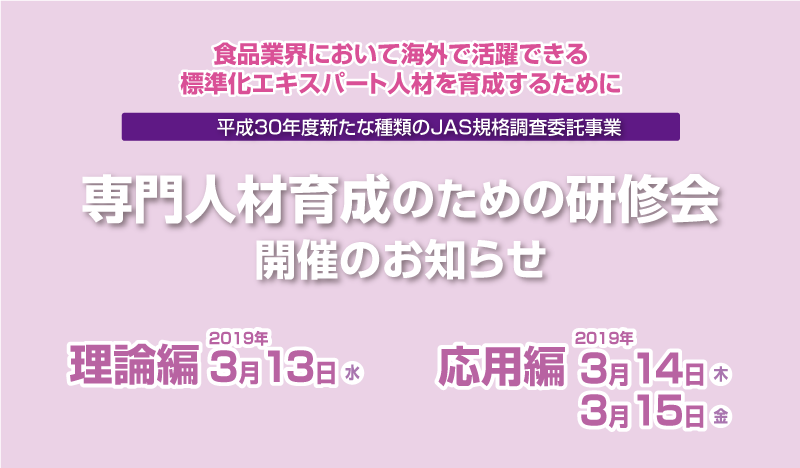 食品業界において海外で活躍できる
標準化エキスパート人材を育成するために
平成30年度新たな種類のJAS規格調査委託事業
専門人材育成のための研修会
開催のお知らせ
理論編 2019年 3月13日 水
応用編 2019年 3月14日 木
3月15日 金